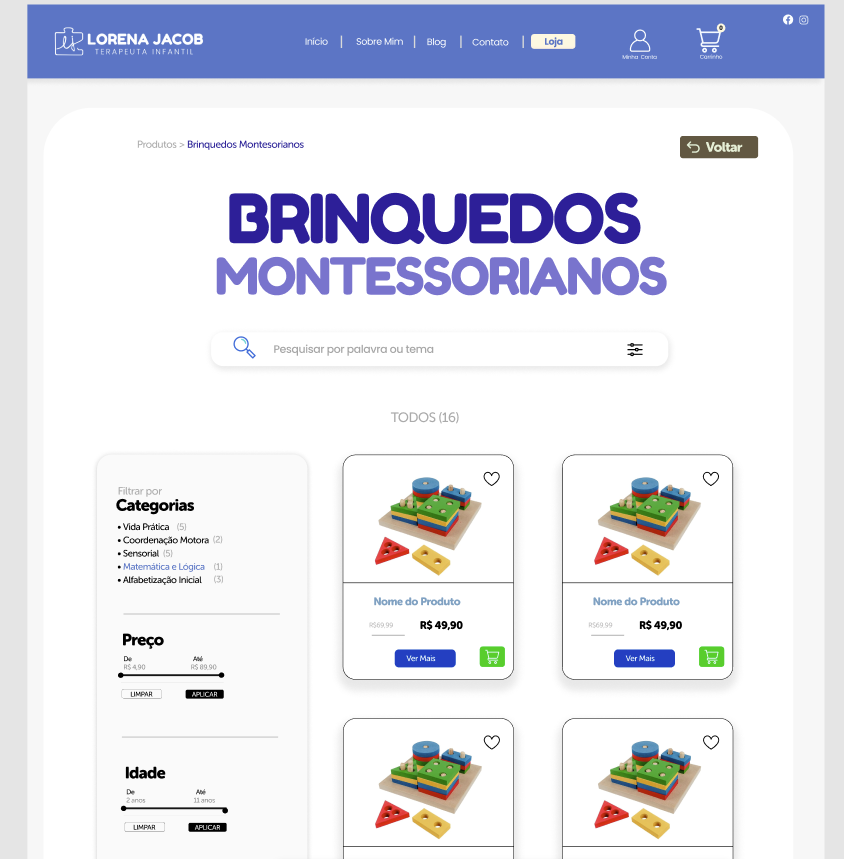 LORENA JACOB
TERAPEUTA INFANTIL
Início | Sobre Mim | Blog | Contato | Loja
Minha Conta
0
Carrinho
Produtos > Brinquedos Montesorianos
Voltar
BRINQUEDOS
MONTESSORIANOS
Pesquisar por palavra ou tema
TODOS (16)
Filtrar por
Categorias
• Vida Prática (5)
• Coordenação Motora (2)
• Sensorial (5)
• Matemática e Lógica (1)
• Alfabetização Inicial (3)
Preço
De Até
R$ 4,90 R$ 89,90
LIMPAR APLICAR
Idade
De Até
2 anos 11 anos
LIMPAR APLICAR
Nome do Produto
R$69,99 R$ 49,90
Ver Mais
Nome do Produto
R$69,99 R$ 49,90
Ver Mais